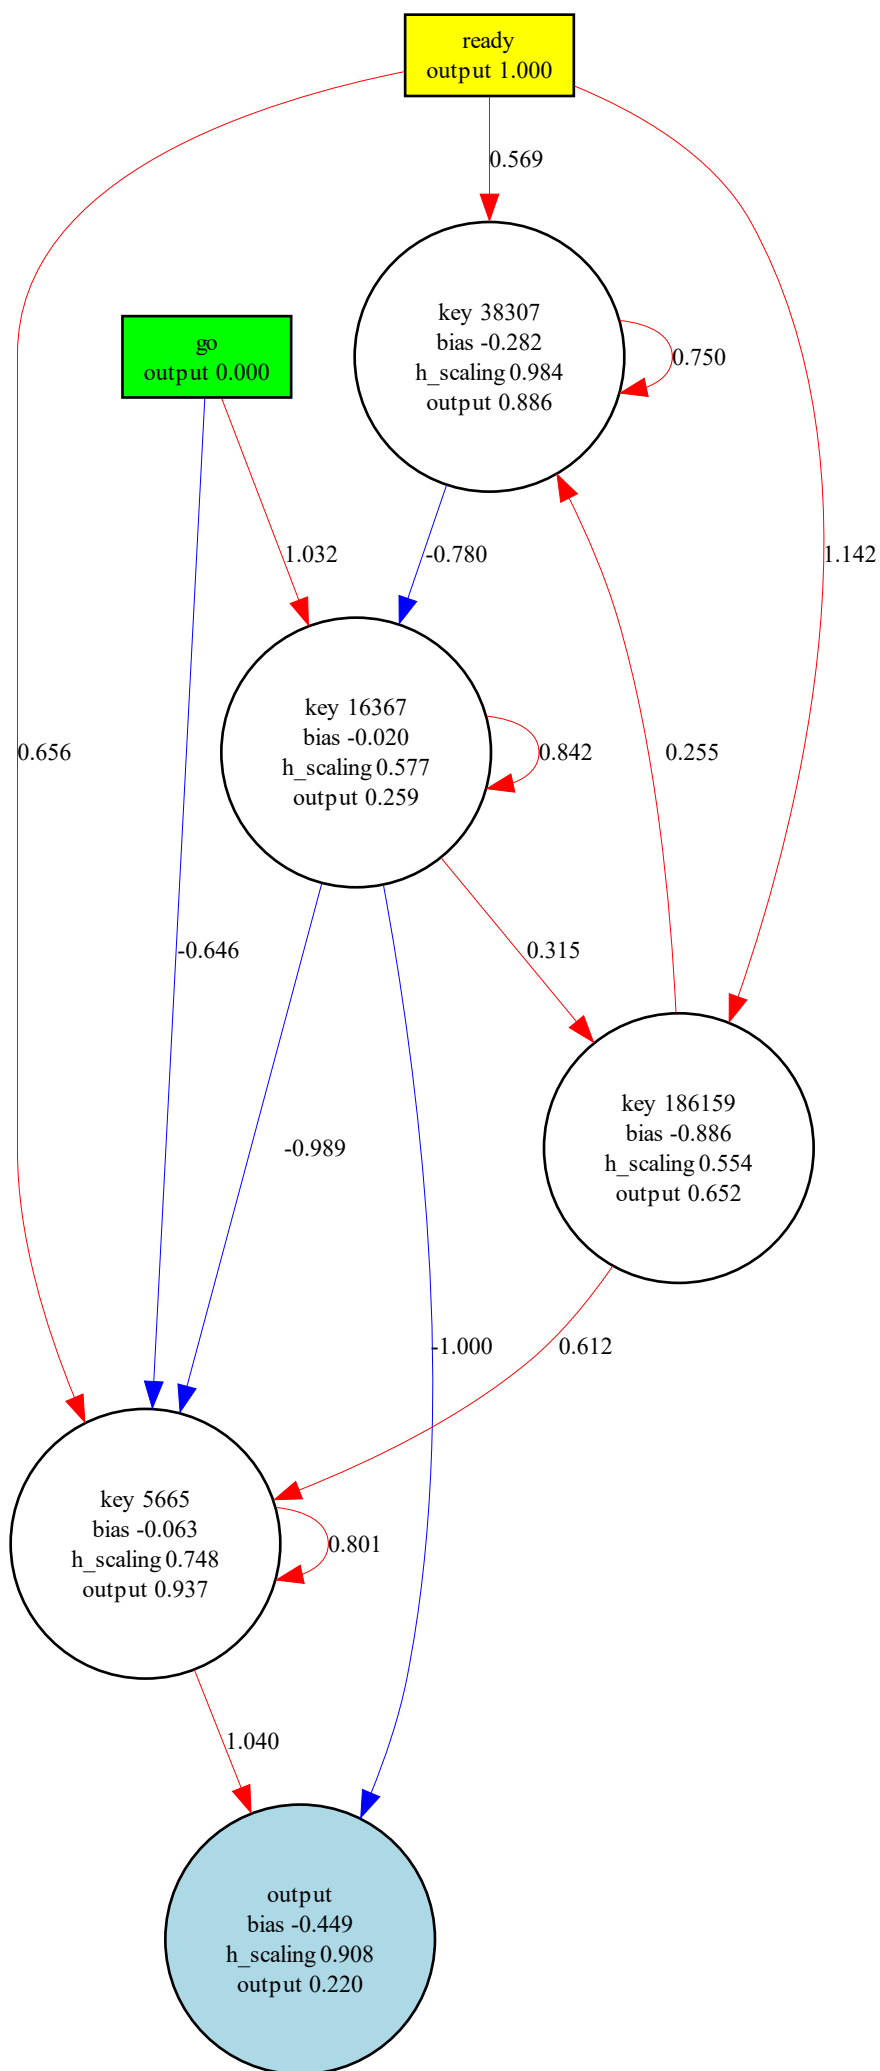 ready
output 1.000
0.569
go
output 0.000
key 38307
bias -0.282
h_scaling 0.984
output 0.886
0.750
1.032
-0.780
1.142
key 16367
bias -0.020
h_scaling 0.577
output 0.259
0.656
0.842
0.255
-0.646
0.315
key 186159
bias -0.886
h_scaling 0.554
output 0.652
-0.989
-1.000
0.612
key 5665
bias -0.063
h_scaling 0.748
output 0.937
0.801
1.040
output
bias -0.449
h_scaling 0.908
output 0.220